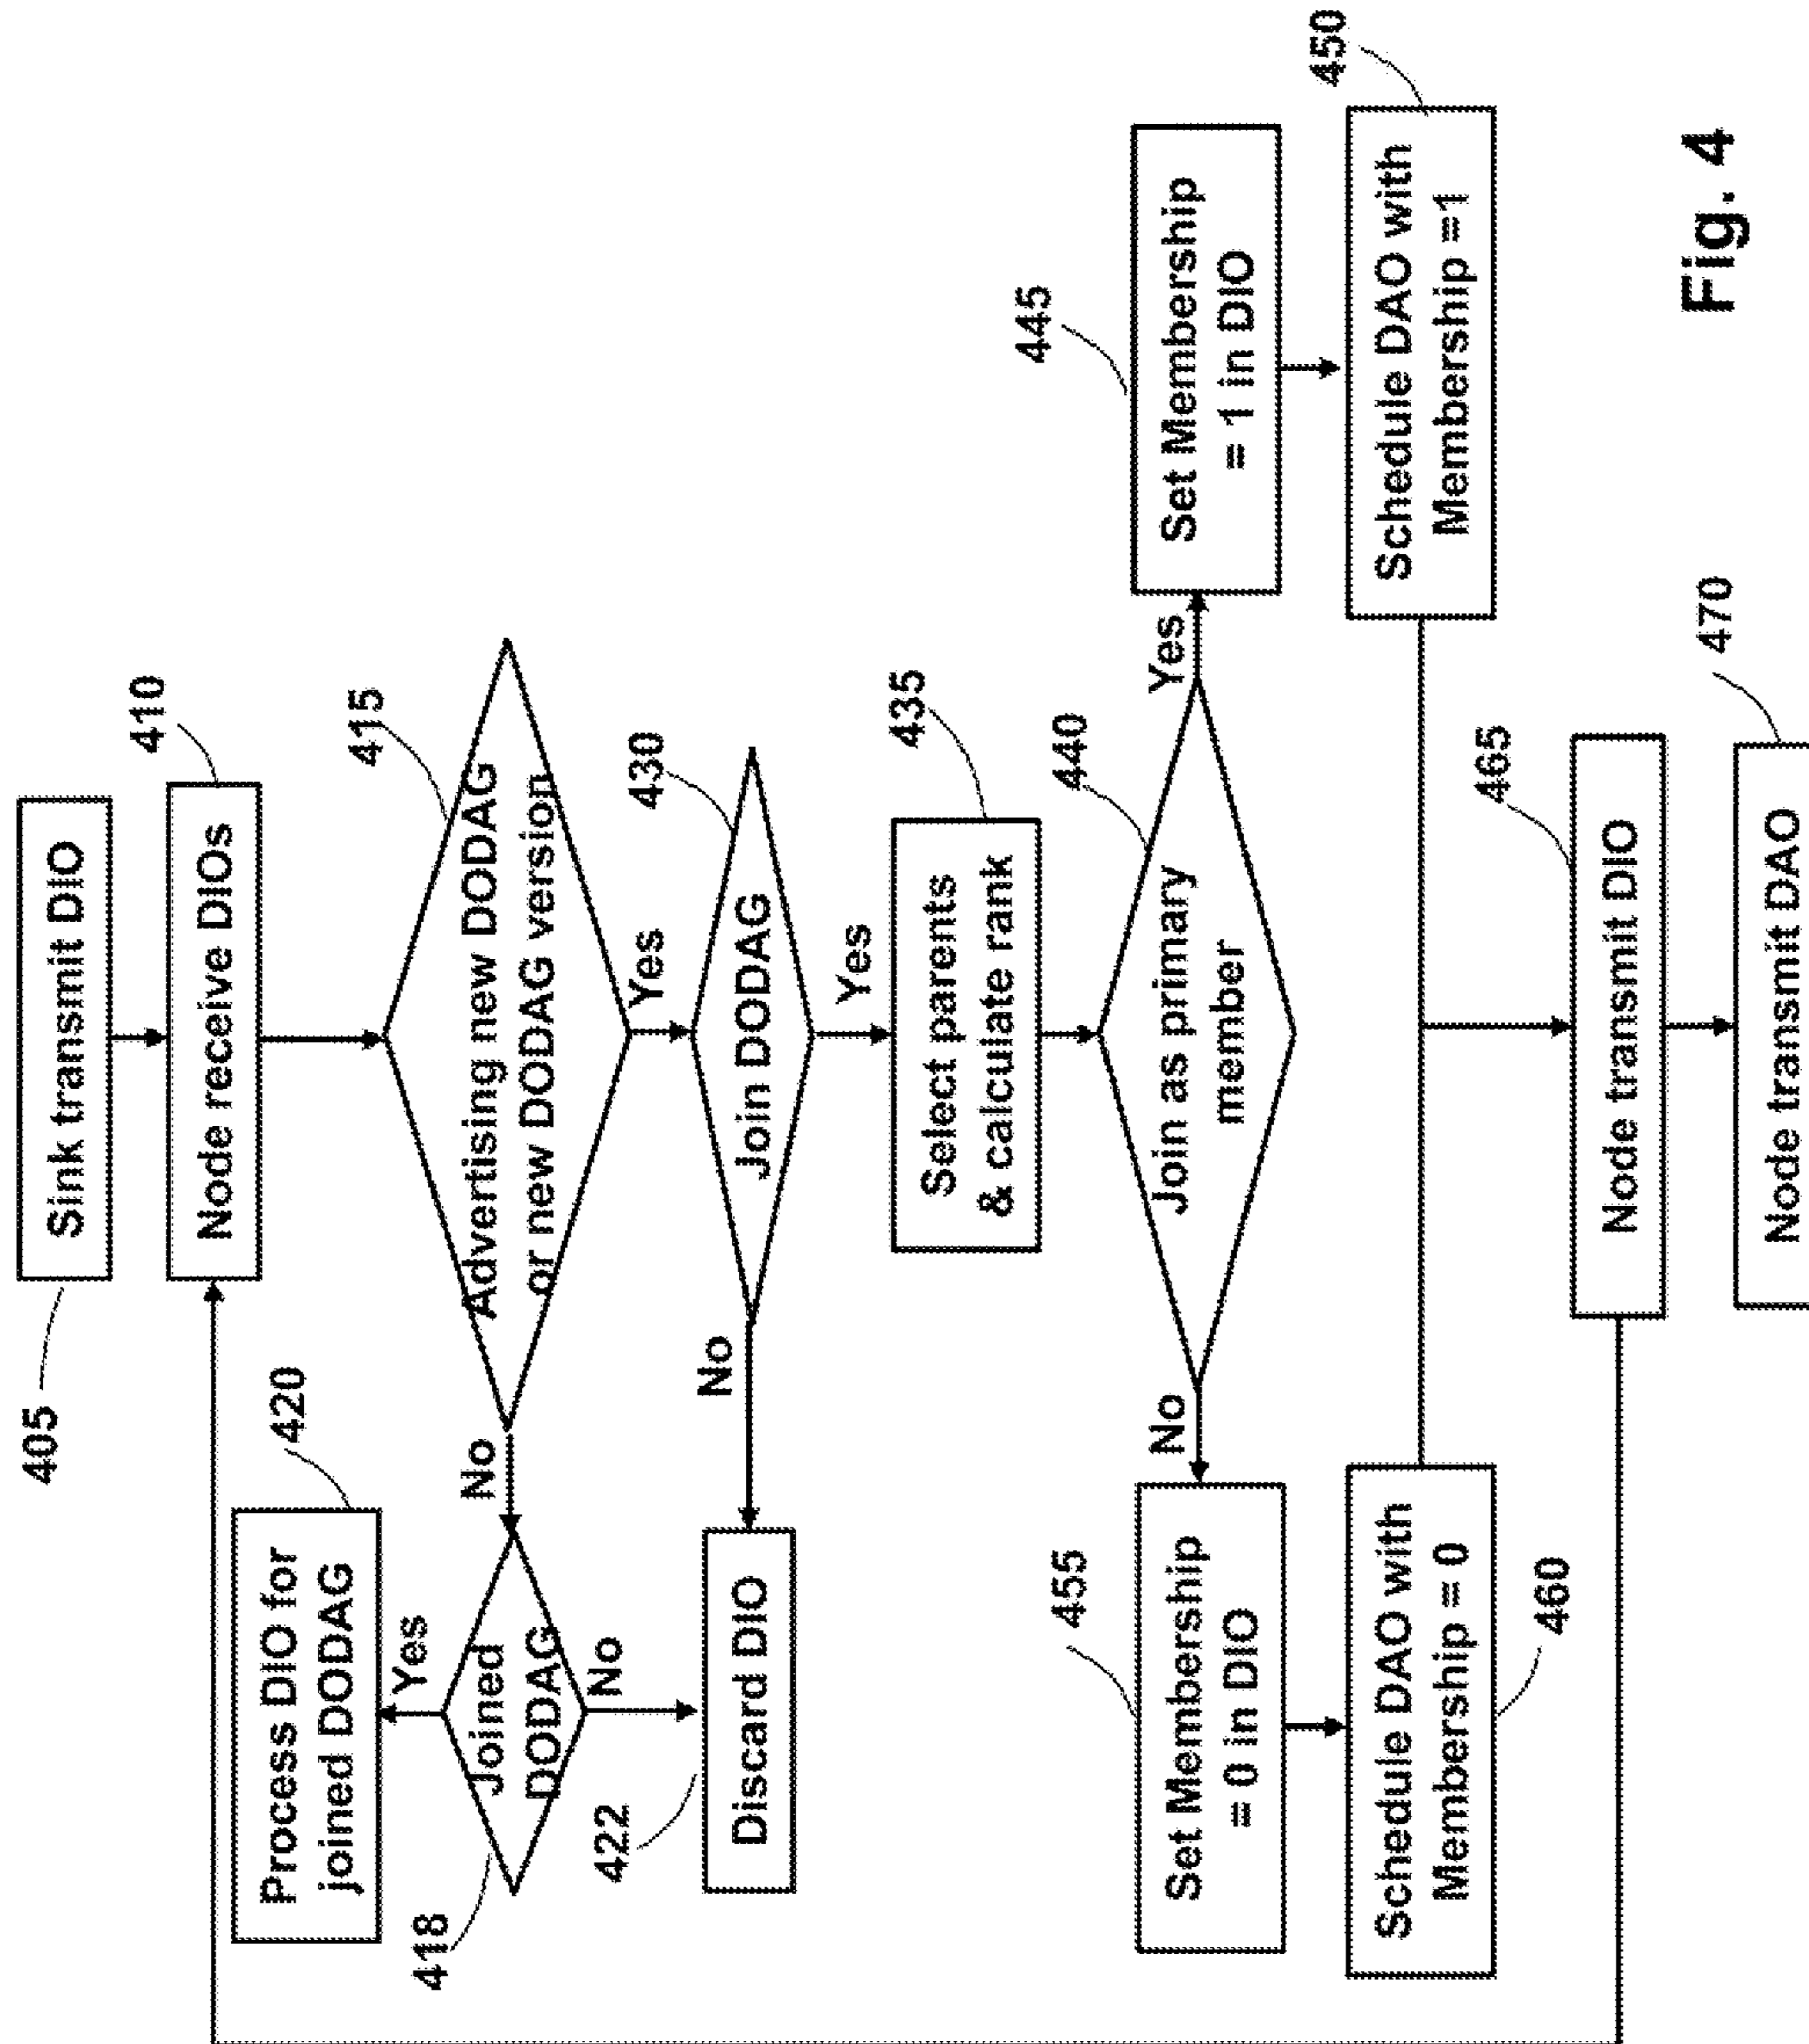 405
Sink transmit DIO
Node receive DIOs
410
Advertising new DODAG
or new DODAG version
415
No
Yes
420
Process DIO for
joined DODAG
Yes
Joined
DODAG
418
No
422
Discard DIO
Join DODAG
430
No
Yes
Select parents
& calculate rank
435
Join as primary
member
440
No
Yes
455
Set Membership
= 0 in DIO
445
Set Membership
= 1 in DIO
Schedule DAO with
Membership = 0
460
Schedule DAO with
Membership =1
450
Node transmit DIO
465
Node transmit DAO
470
Fig. 4